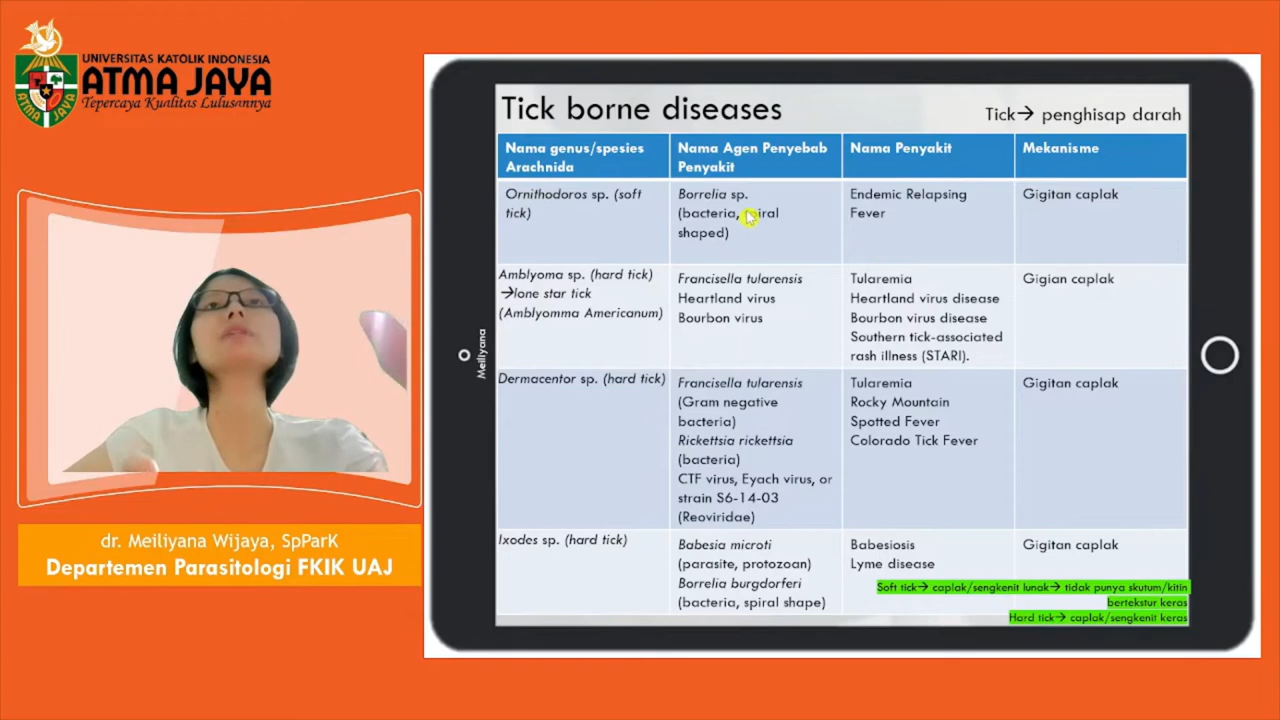 UNIVERSITAS KATOLIK INDONESIA
ATMA JAYA
Tepercaya Kualitas Lulusannya
ATMA JAYA
dr. Meiliyana Wijaya, SpParK
Departemen Parasitologi FKIK UAJ
Meiliyana
Tick borne diseases
Tick→ penghisap darah
Nama genus/spesies
Arachnida
Nama Agen Penyebab
Penyakit
Nama Penyakit
Mekanisme
Ornithodoros sp. (soft
tick)
Borrelia sp.
(bacteria, spiral
shaped)
Endemic Relapsing
Fever
Gigitan caplak
Amblyoma sp. (hard tick)
→lone star tick
(Amblyomma Americanum)
Francisella tularensis
Heartland virus
Bourbon virus
Tularemia
Heartland virus disease
Bourbon virus disease
Southern tick-associated
rash illness (STARI).
Gigian caplak
Dermacentor sp. (hard tick)
Francisella tularensis
(Gram negative
bacteria)
Rickettsia rickettsia
(bacteria)
CTF virus, Eyach virus, or
strain S6-14-03
(Reoviridae)
Tularemia
Rocky Mountain
Spotted Fever
Colorado Tick Fever
Gigitan caplak
Ixodes sp. (hard tick)
Babesia microti
(parasite, protozoan)
Borrelia burgdorferi
(bacteria, spiral shape)
Babesiosis
Lyme disease
Gigitan caplak
Soft tick→ caplak/sengkenit lunak→ tidak punya skutum/kitin
bertekstur keras
Hard tick→ caplak/sengkenit keras